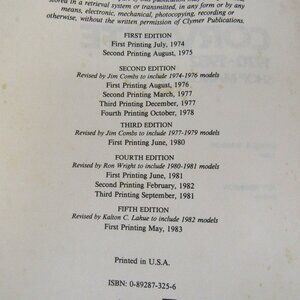 stored in a retrieval system or transmitted, in any form or by any
means, electronic, mechanical, photocopying, recording or
otherwise, without the written permission of Clymer Publications.
FIRST EDITION
First Printing July, 1974
Second Printing August, 1975
SECOND EDITION
Revised by Jim Combs to include 1974-1976 models
First Printing August, 1976
Second Printing March, 1977
Third Printing December, 1977
Fourth Printing October, 1978
THIRD EDITION
Revised by Jim Combs to include 1977-1979 models
First Printing June, 1980
FOURTH EDITION
Revised by Ron Wright to include 1980-1981 models
First Printing June, 1981
Second Printing February, 1982
Third Printing September, 1981
FIFTH EDITION
Revised by Kalton C. Lahue to include 1982 models
First Printing May, 1983
Printed in U.S.A.
ISBN: 0-89287-325-6